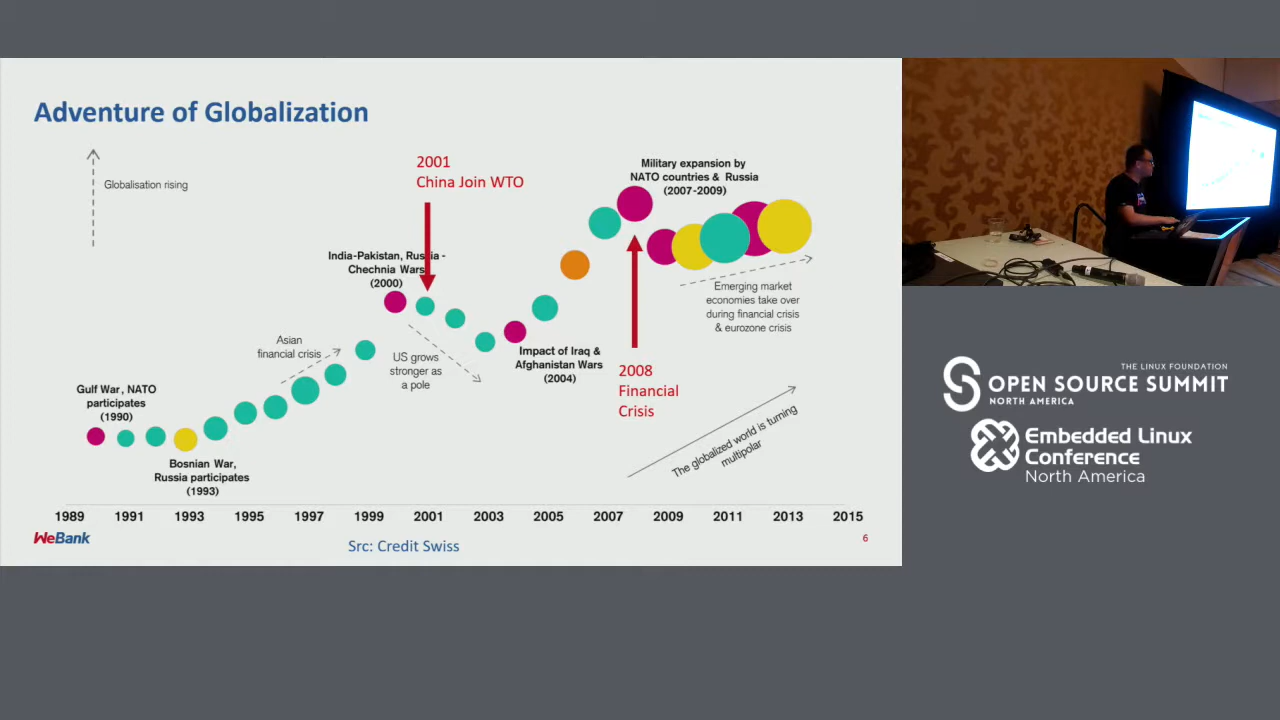 Adventure of Globalization
Globalisation rising
2001
China Join WTO
Military expansion by
NATO countries & Russia
(2007-2009)
India-Pakistan, Russia -
Chechnia Wars
(2000)
Asian
financial crisis
US grows
stronger as
a pole
Impact of Iraq &
Afghanistan Wars
(2004)
Emerging market
economies take over
during financial crisis
& eurozone crisis
2008
Financial
Crisis
Gulf War, NATO
participates
(1990)
Bosnian War,
Russia participates
(1993)
The globalized world is turning
multipolar
1989 1991 1993 1995 1997 1999 2001 2003 2005 2007 2009 2011 2013 2015
WeBank
Src: Credit Swiss
6
THE LINUX FOUNDATION
OPEN SOURCE SUMMIT
NORTH AMERICA
Embedded Linux
Conference
North America